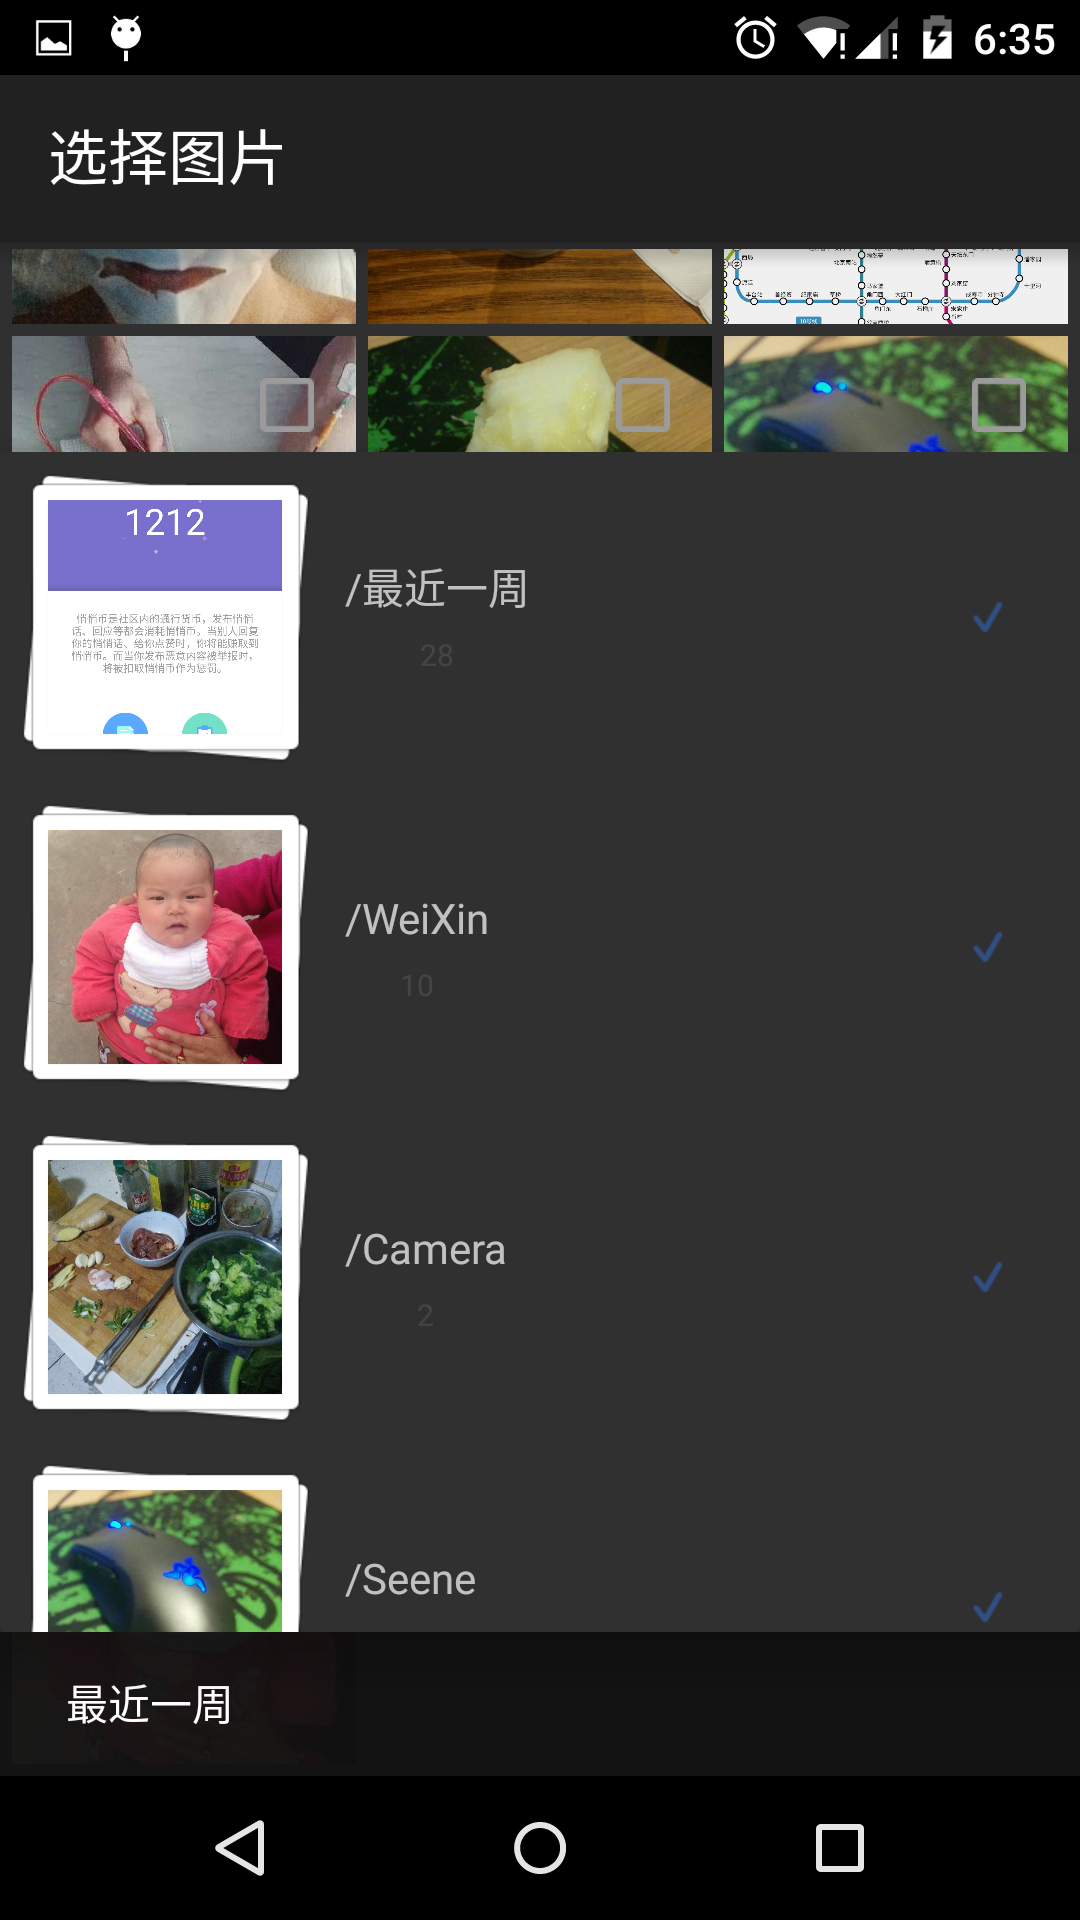 6:35
选择图片
1212
悄悄币是社区内的通行货币，发布悄悄
话、回应等都会消耗悄悄币。当别人回复
你的悄悄话、给你点赞时，你将能赚取到
悄悄币。而当你发布恶意内容被举报时，
将被扣取悄悄币作为惩罚。
/最近一周
28
/WeiXin
10
/Camera
2
/Seene
最近一周